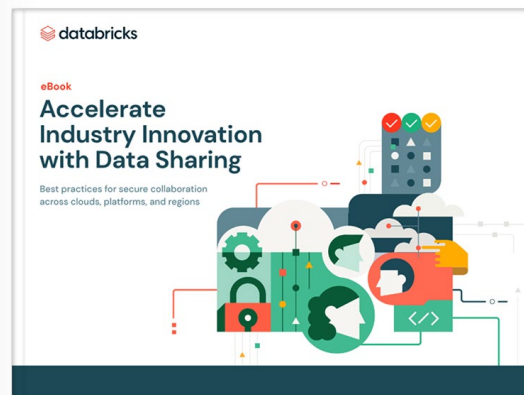 databricks
eBook
Accelerate
Industry Innovation
with Data Sharing
Best practices for secure collaboration
across clouds, platforms, and regions
</>